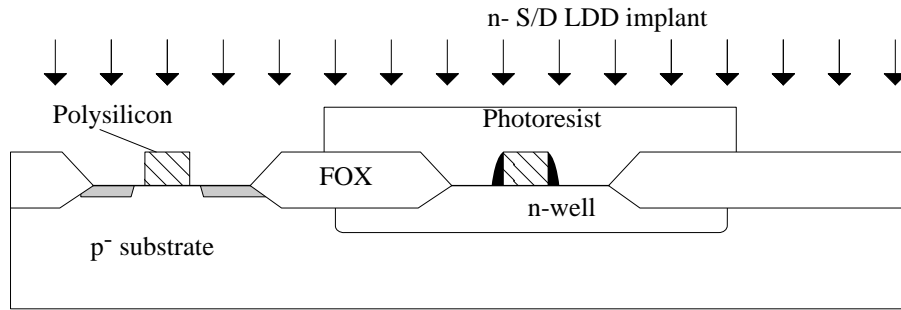 n- S/D LDD implant
Polysilicon
Photoresist
FOX
n-well
p- substrate